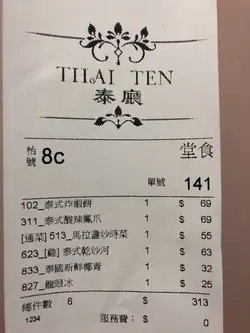 THAI TEN
泰廳
枱號 8c 堂食
單號 141
102_泰式炸蝦餅 1 $ 69
311_泰式酸辣鳳爪 1 $ 69
[通菜] 513_馬拉盞炒時菜 1 $ 55
623_[雞] 泰式乾炒河 1 $ 63
833_泰國新鮮椰青 1 $ 32
827_龍眼冰 1 $ 25
總件數 6 $ 313
1234 服務費: $ 0